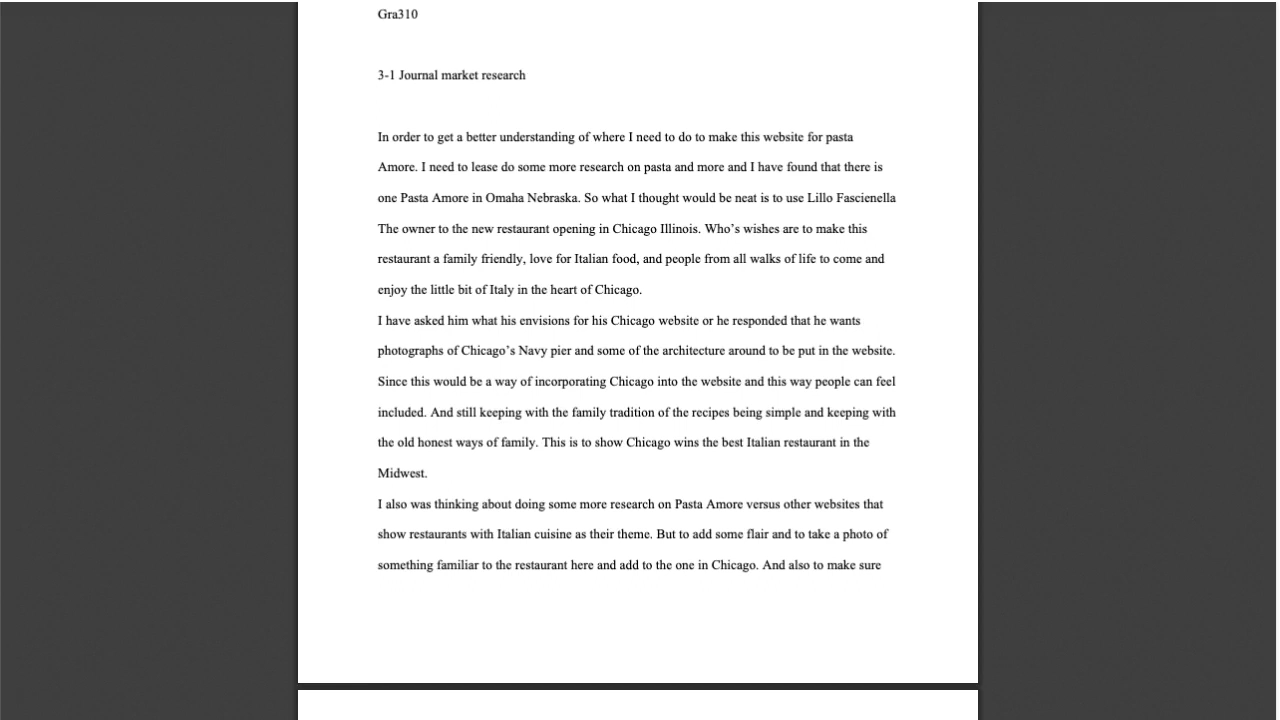 Gra310
3-1 Journal market research
In order to get a better understanding of where I need to do to make this website for pasta
Amore. I need to lease do some more research on pasta and more and I have found that there is
one Pasta Amore in Omaha Nebraska. So what I thought would be neat is to use Lillo Fascienella
The owner to the new restaurant opening in Chicago Illinois. Who’s wishes are to make this
restaurant a family friendly, love for Italian food, and people from all walks of life to come and
enjoy the little bit of Italy in the heart of Chicago.
I have asked him what his envisions for his Chicago website or he responded that he wants
photographs of Chicago’s Navy pier and some of the architecture around to be put in the website.
Since this would be a way of incorporating Chicago into the website and this way people can feel
included. And still keeping with the family tradition of the recipes being simple and keeping with
the old honest ways of family. This is to show Chicago wins the best Italian restaurant in the
Midwest.
I also was thinking about doing some more research on Pasta Amore versus other websites that
show restaurants with Italian cuisine as their theme. But to add some flair and to take a photo of
something familiar to the restaurant here and add to the one in Chicago. And also to make sure